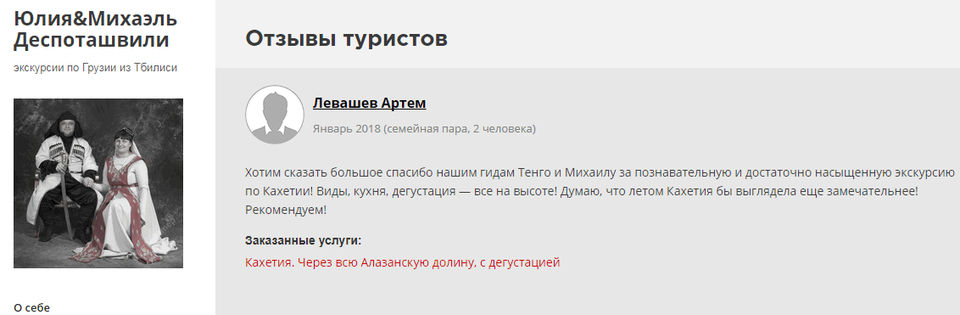 Юлия&Михаэль
Деспоташвили
экскурсии по Грузии из Тбилиси
О себе
Отзывы туристов
Левашев Артем
Январь 2018 (семейная пара, 2 человека)
Хотим сказать большое спасибо нашим гидам Тенго и Михаилу за познавательную и достаточно насыщенную экскурсию
по Кахетии! Виды, кухня, дегустация — все на высоте! Думаю, что летом Кахетия бы выглядела еще замечательнее!
Рекомендуем!
Заказанные услуги:
Кахетия. Через всю Алазанскую долину, с дегустацией